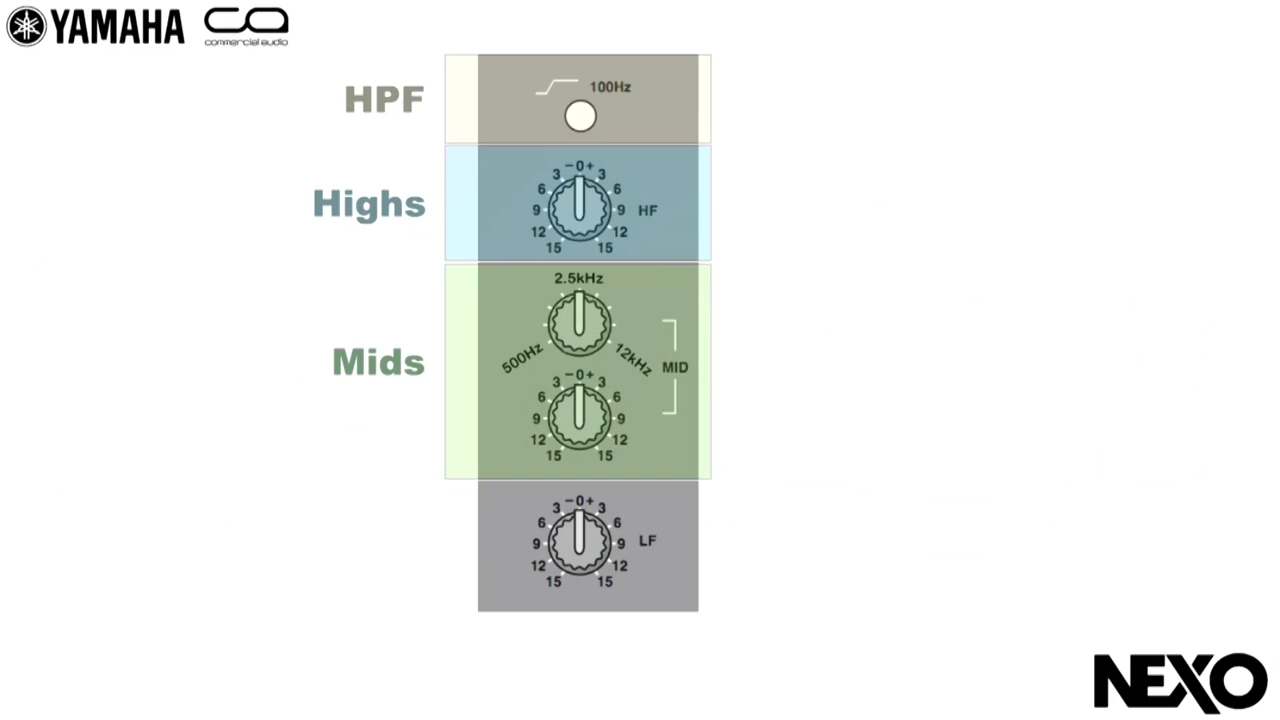 YAMAHA
commercial audio
HPF
100Hz
Highs
3 -0+ 3
6 6
9 9 HF
12 12
15 15
Mids
2.5kHz
500Hz 12kHz
MID
3 -0+ 3
6 6
9 9
12 12
15 15
3 -0+ 3
6 6
9 9 LF
12 12
15 15
NEXO